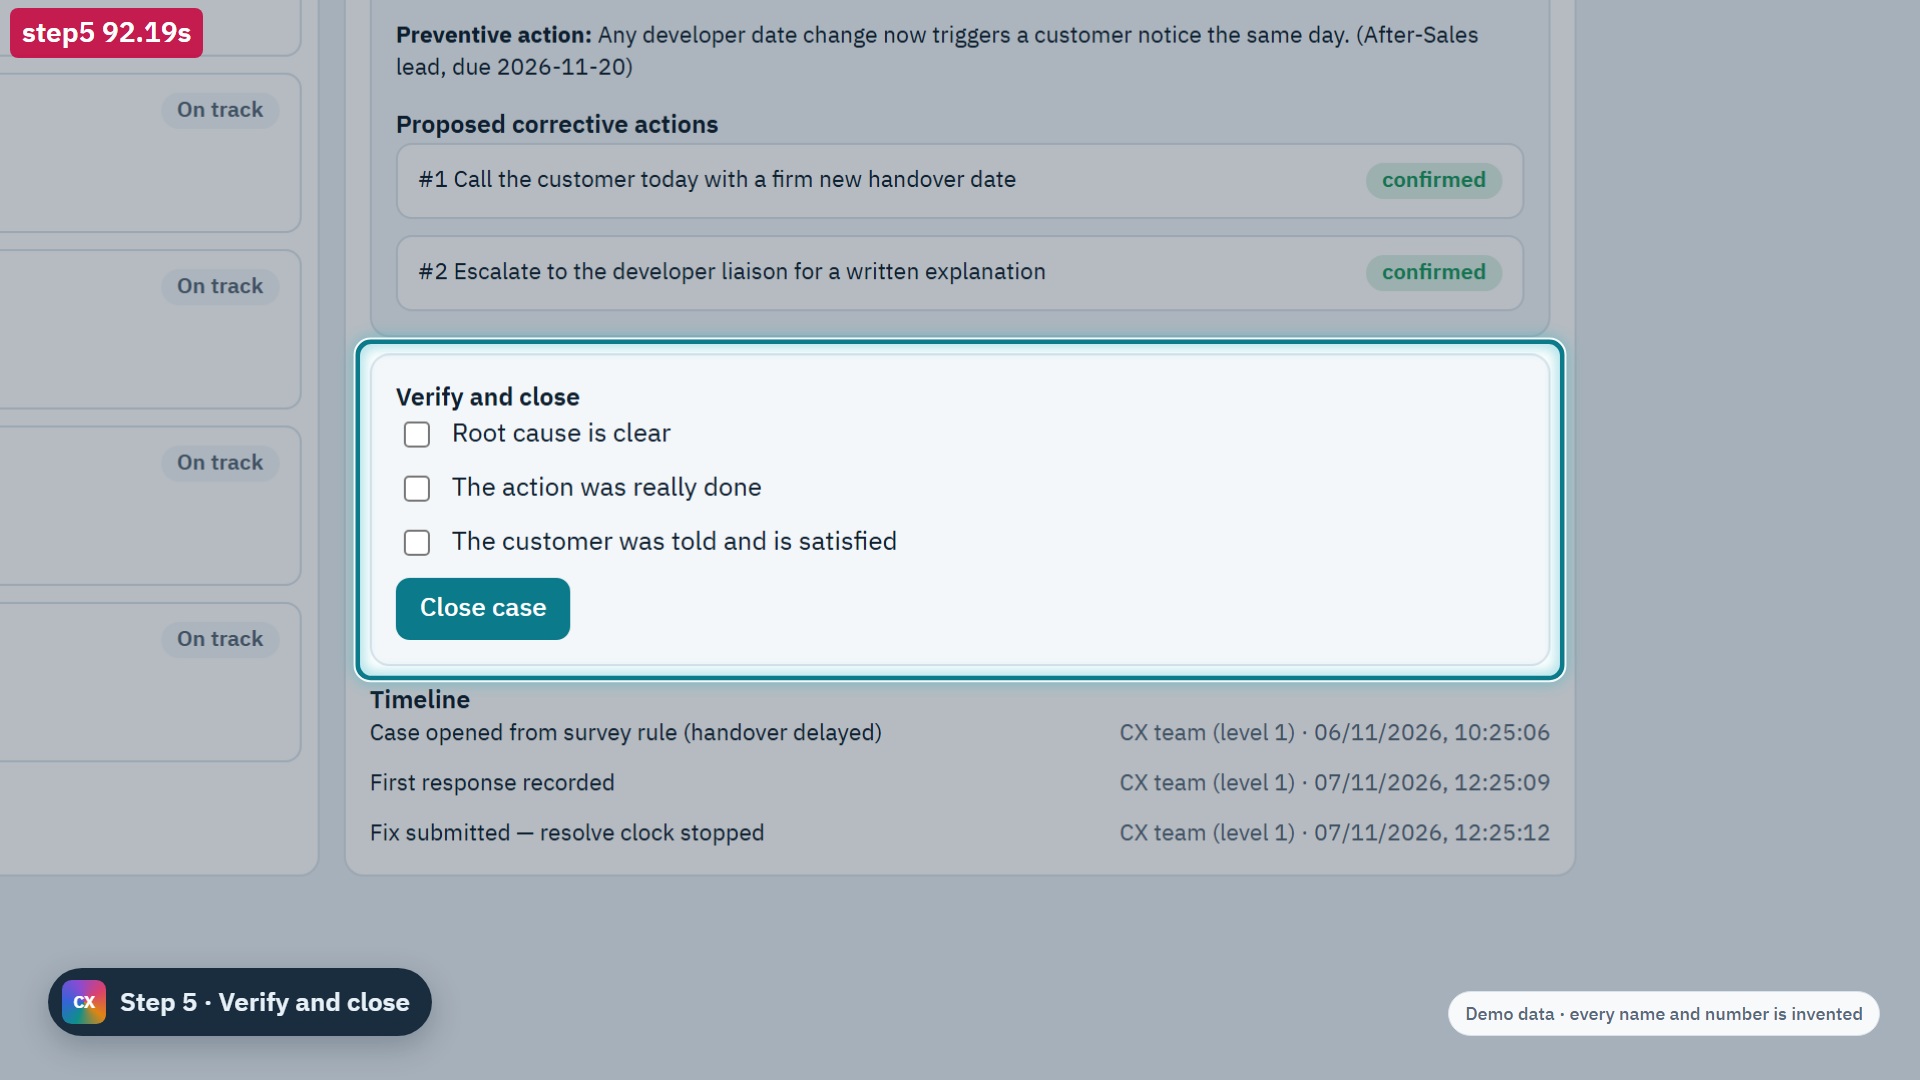 step5 92.19s
Preventive action: Any developer date change now triggers a customer notice the same day. (After-Sales
lead, due 2026-11-20)
Proposed corrective actions
#1 Call the customer today with a firm new handover date
confirmed
#2 Escalate to the developer liaison for a written explanation
confirmed
On track
On track
On track
On track
Verify and close
Root cause is clear
The action was really done
The customer was told and is satisfied
Close case
Timeline
Case opened from survey rule (handover delayed)
CX team (level 1) · 06/11/2026, 10:25:06
First response recorded
CX team (level 1) · 07/11/2026, 12:25:09
Fix submitted — resolve clock stopped
CX team (level 1) · 07/11/2026, 12:25:12
CX
Step 5 · Verify and close
Demo data · every name and number is invented